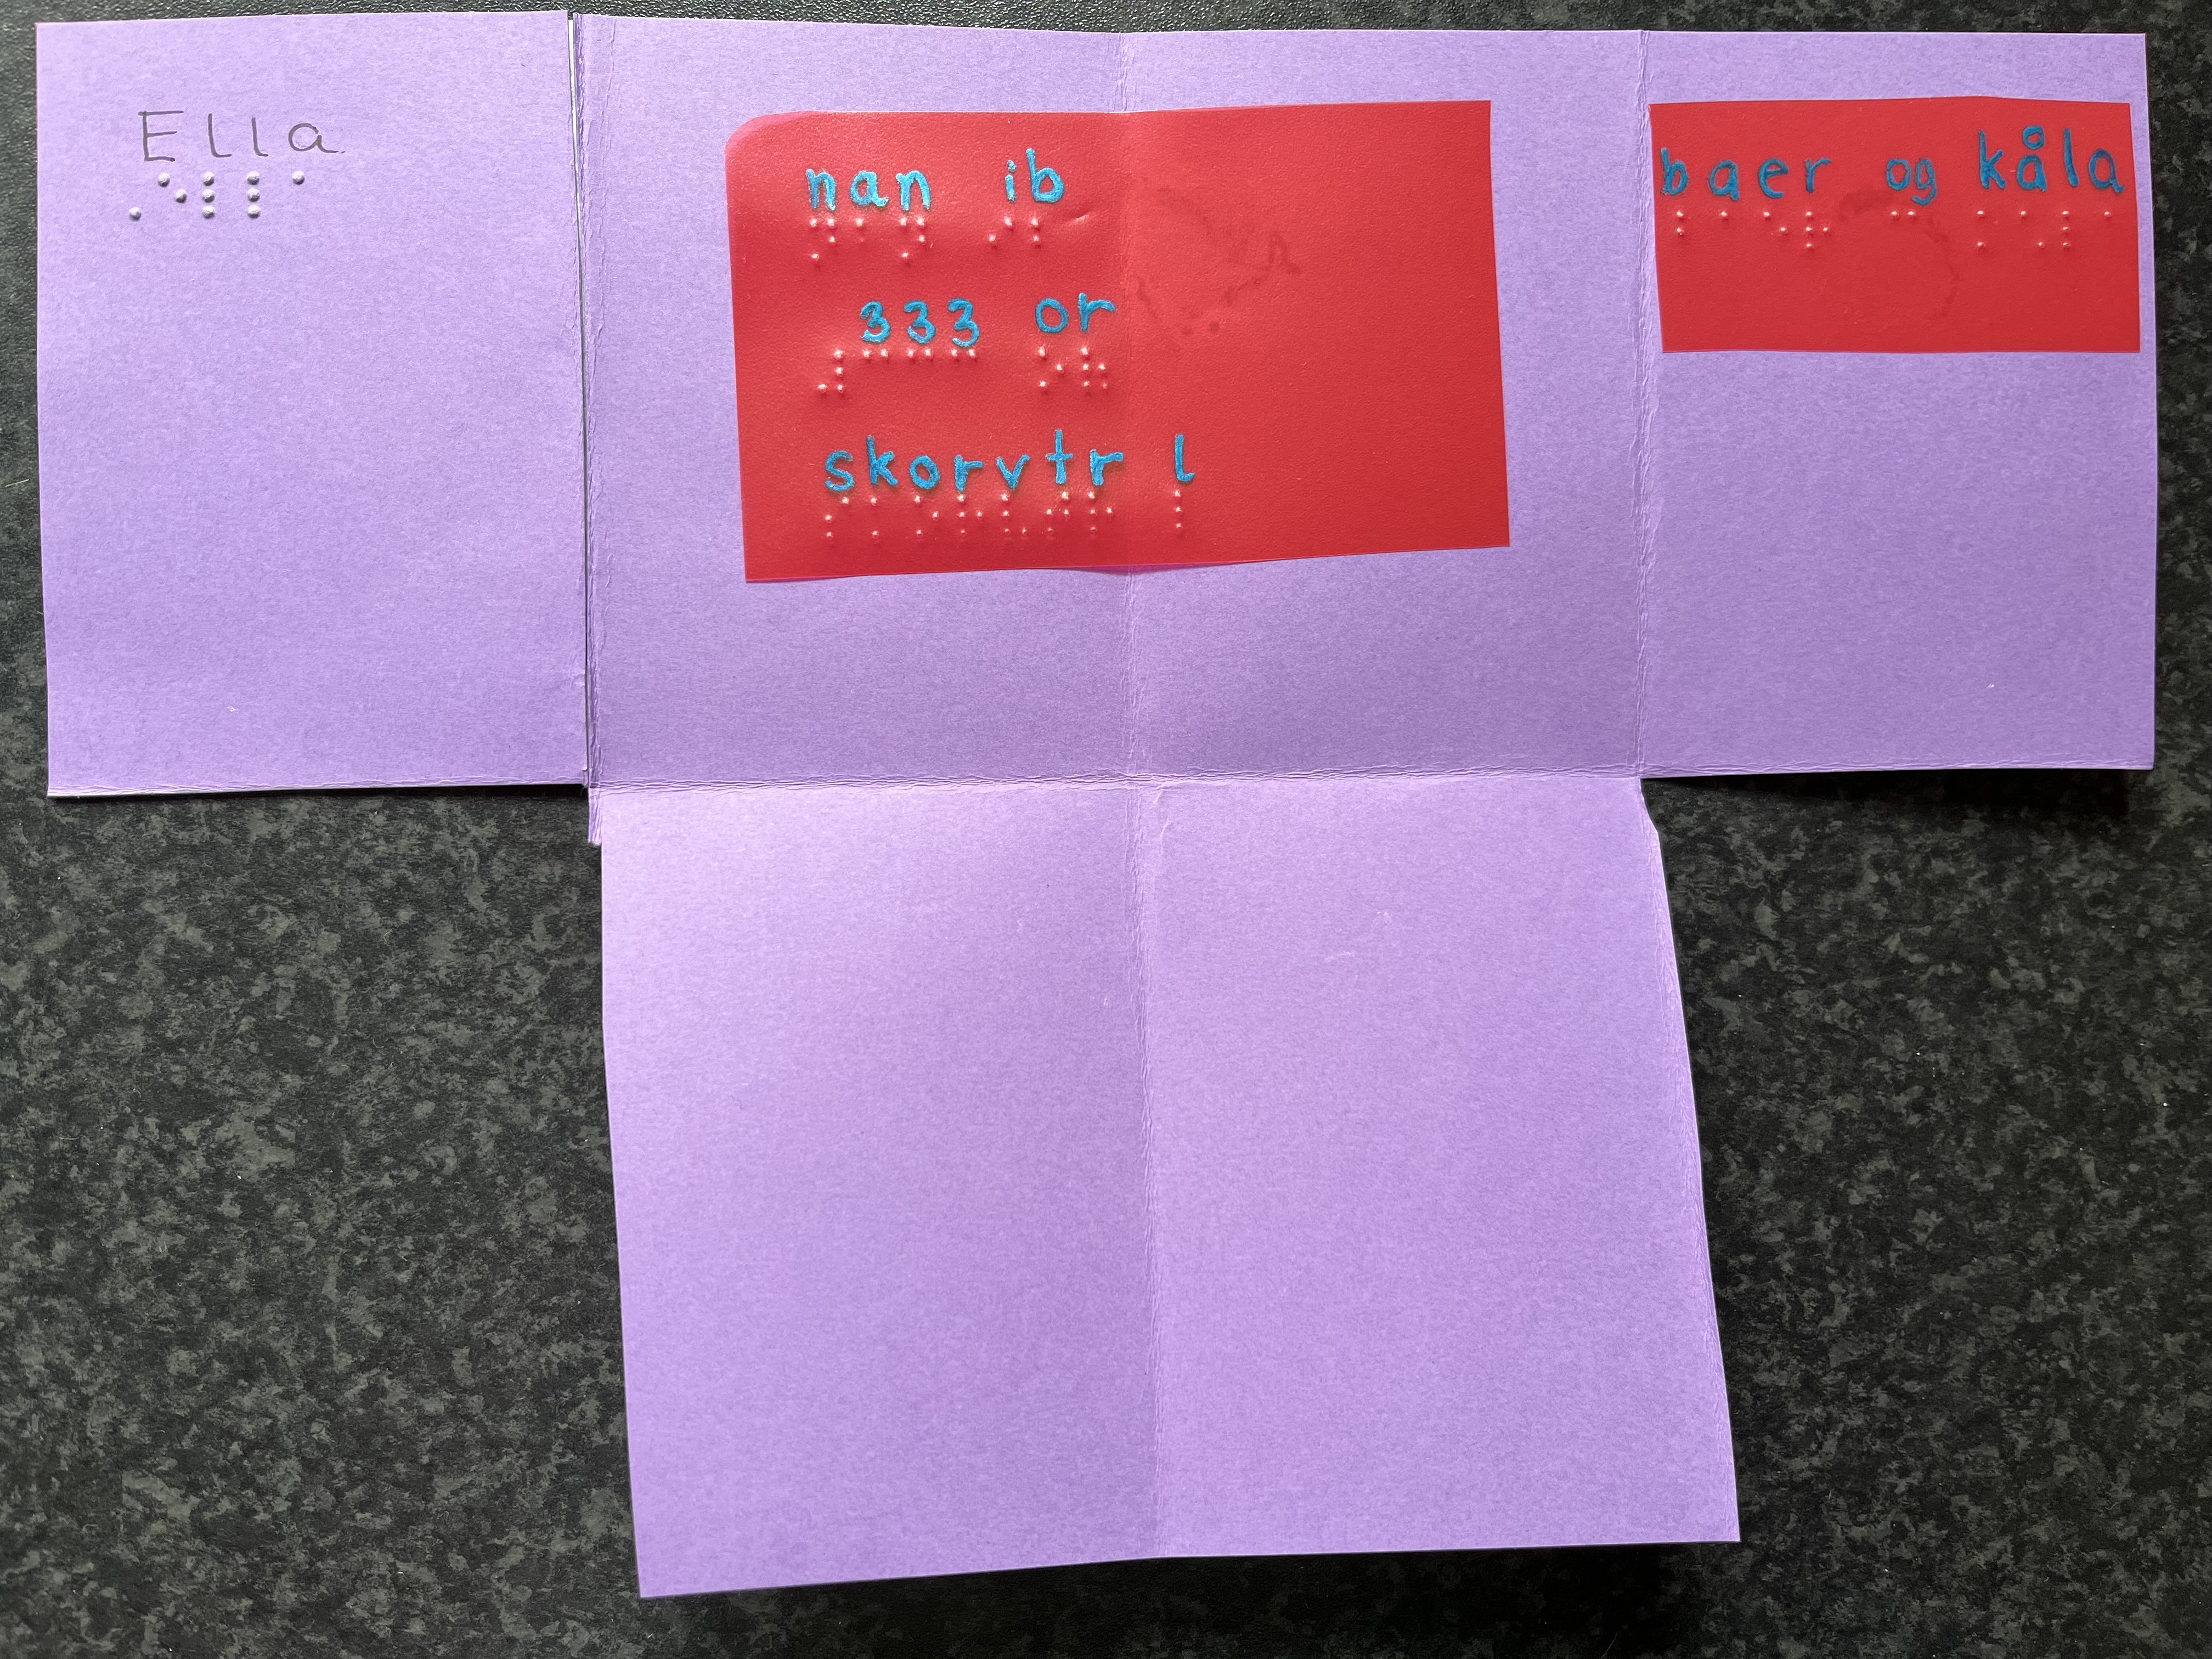 Ella
nan ib
333 or
skorvtr l
baer og kåla